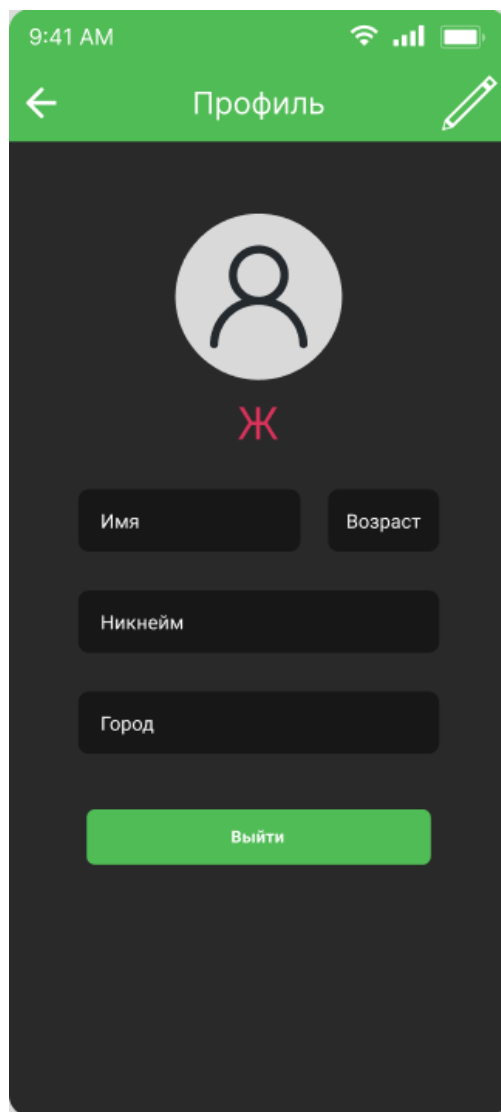 9:41 AM
Профиль
Ж
Имя
Возраст
Никнейм
Город
Выйти